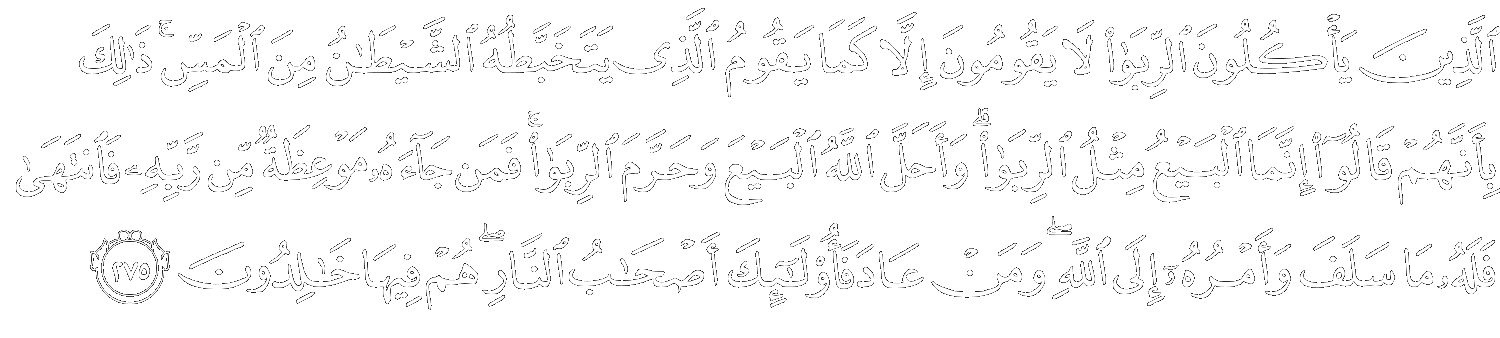 ٱلَّذِينَ يَأۡكُلُونَ ٱلرِّبَوٰاْ لَا يَقُومُونَ إِلَّا كَمَا يَقُومُ ٱلَّذِى يَتَخَبَّطُهُ ٱلشَّيۡطَٰنُ مِنَ ٱلۡمَسِّۚ ذَٰلِكَ
بِأَنَّهُمۡ قَالُوٓاْ إِنَّمَا ٱلۡبَيۡعُ مِثۡلُ ٱلرِّبَوٰاْۗ وَأَحَلَّ ٱللَّهُ ٱلۡبَيۡعَ وَحَرَّمَ ٱلرِّبَوٰاْۚ فَمَن جَآءَهُۥ مَوۡعِظَةٌ مِّن رَّبِّهِۦ فَٱنتَهَىٰ
فَلَهُۥ مَا سَلَفَ وَأَمۡرُهُۥٓ إِلَى ٱللَّهِۖ وَمَنۡ عَادَ فَأُوْلَٰٓئِكَ أَصۡحَٰبُ ٱلنَّارِۖ هُمۡ فِيهَا خَٰلِدُونَ ٢٧٥